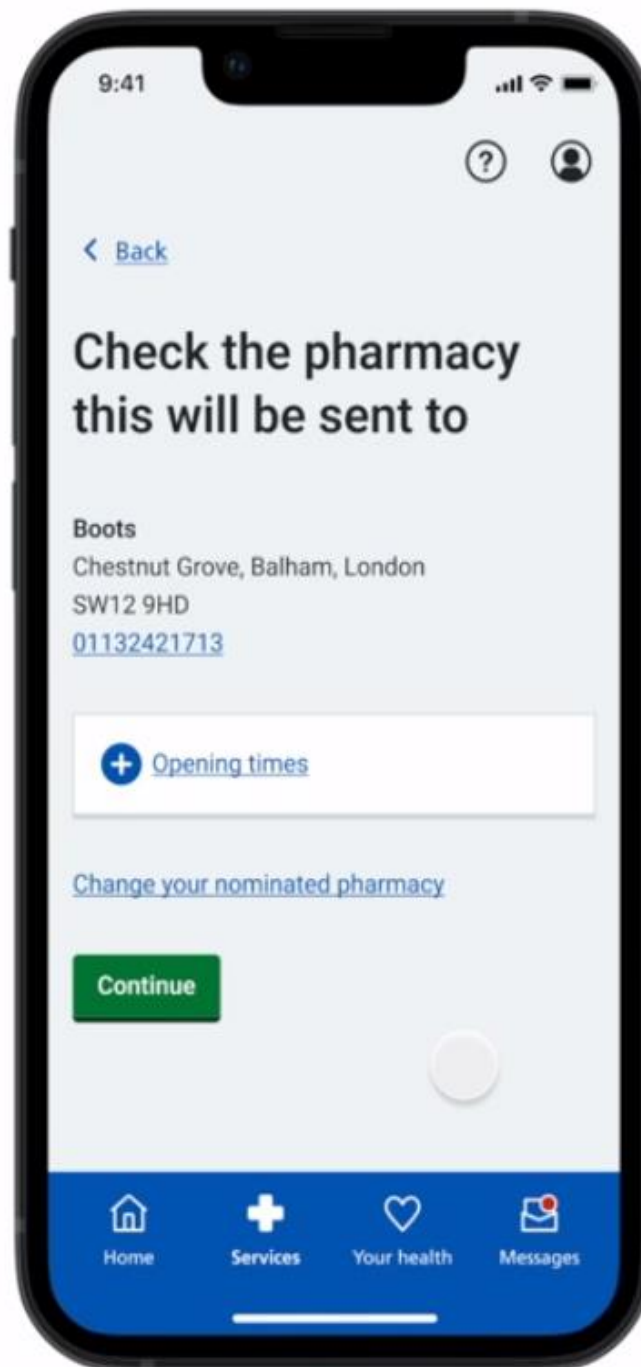 9:41
?
Back
Check the pharmacy
this will be sent to
Boots
Chestnut Grove, Balham, London
SW12 9HD
01132421713
Opening times
Change your nominated pharmacy
Continue
Home Services Your health Messages